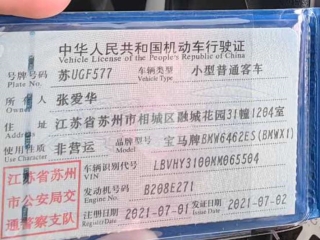 中华人民共和国机动车行驶证
Vehicle License of the People's Republic of China
号牌号码 苏UGF577 车辆类型 小型普通客车
Plate No. Vehicle Type
所有人 张爱华
Owner
住址 江苏省苏州市相城区融城花园31幢1204室
Address
使用性质 非营运 品牌型号 宝马牌BMW6462ES(BMWX1)
Use Character Model
车辆识别代号 LBVHY3100MM065504
VIN
发动机号码 B208E271
Engine No.
注册日期 2021-07-01 发证日期 2021-07-02
Register Date Issue Date
江苏省苏州
市公安局交
通警察支队